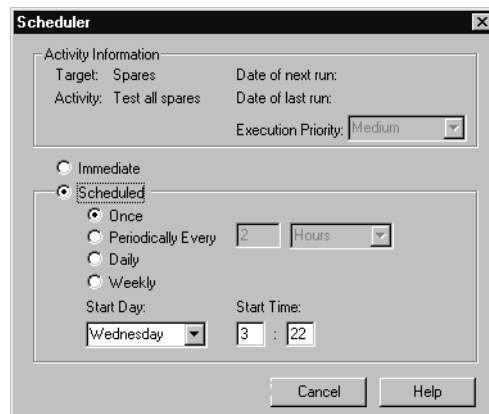 Scheduler
Activity Information
Target: Spares Date of next run:
Activity: Test all spares Date of last run:
Execution Priority: Medium
Immediate
Scheduled
Once
Periodically Every 2 Hours
Daily
Weekly
Start Day: Start Time:
Wednesday 3 : 22
Cancel Help